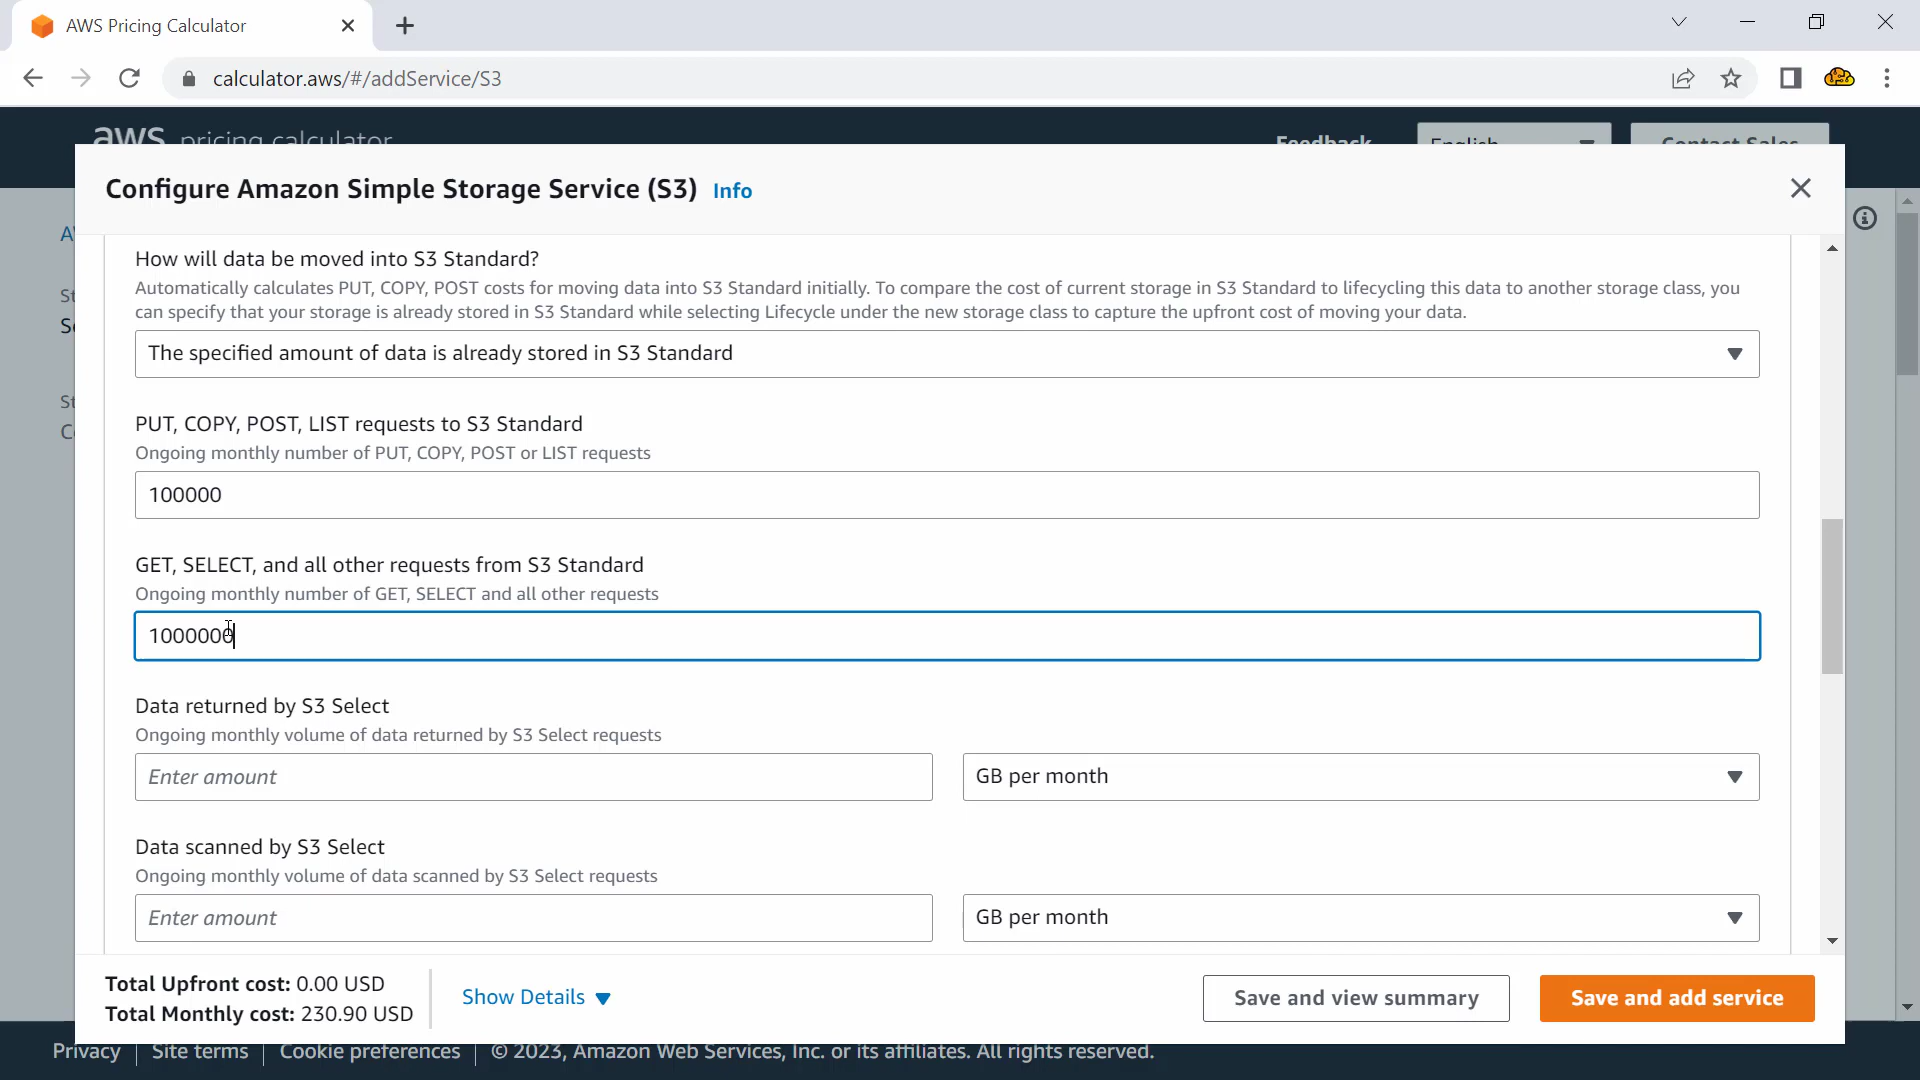 AWS Pricing Calculator
calculator.aws/#/addService/S3
aws pricing calculator
Feedback
English
Contact Sales
Configure Amazon Simple Storage Service (S3) Info
How will data be moved into S3 Standard?
Automatically calculates PUT, COPY, POST costs for moving data into S3 Standard initially. To compare the cost of current storage in S3 Standard to lifecycling this data to another storage class, you
can specify that your storage is already stored in S3 Standard while selecting Lifecycle under the new storage class to capture the upfront cost of moving your data.
The specified amount of data is already stored in S3 Standard
PUT, COPY, POST, LIST requests to S3 Standard
Ongoing monthly number of PUT, COPY, POST or LIST requests
100000
GET, SELECT, and all other requests from S3 Standard
Ongoing monthly number of GET, SELECT and all other requests
1000000
Data returned by S3 Select
Ongoing monthly volume of data returned by S3 Select requests
Enter amount
GB per month
Data scanned by S3 Select
Ongoing monthly volume of data scanned by S3 Select requests
Enter amount
GB per month
Total Upfront cost: 0.00 USD
Total Monthly cost: 230.90 USD
Show Details
Save and view summary
Save and add service
Privacy
Site terms
Cookie preferences
© 2023, Amazon Web Services, Inc. or its affiliates. All rights reserved.